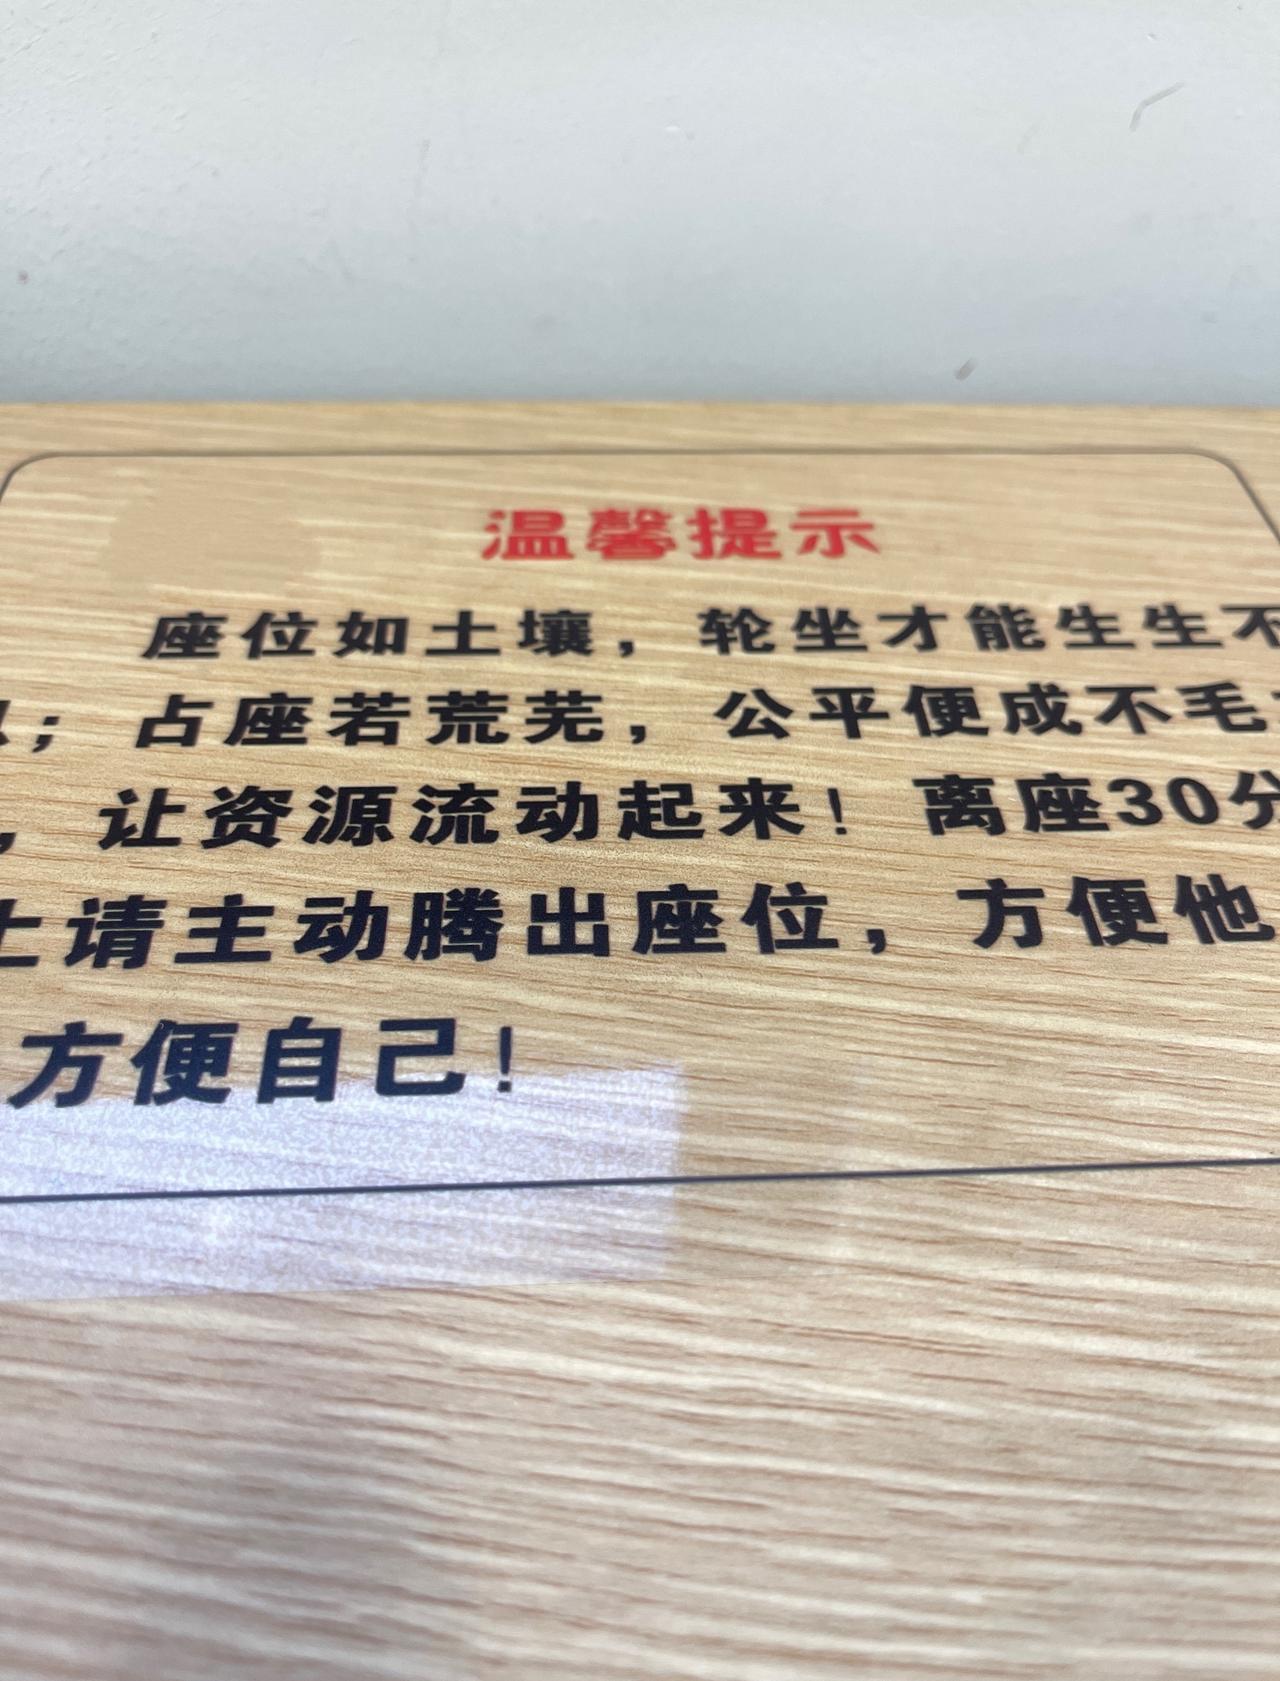 温馨提示
座位如土壤，轮坐才能生生不
；占座若荒芜，公平便成不毛
，让资源流动起来！离座30分
上请主动腾出座位，方便他
方便自己！